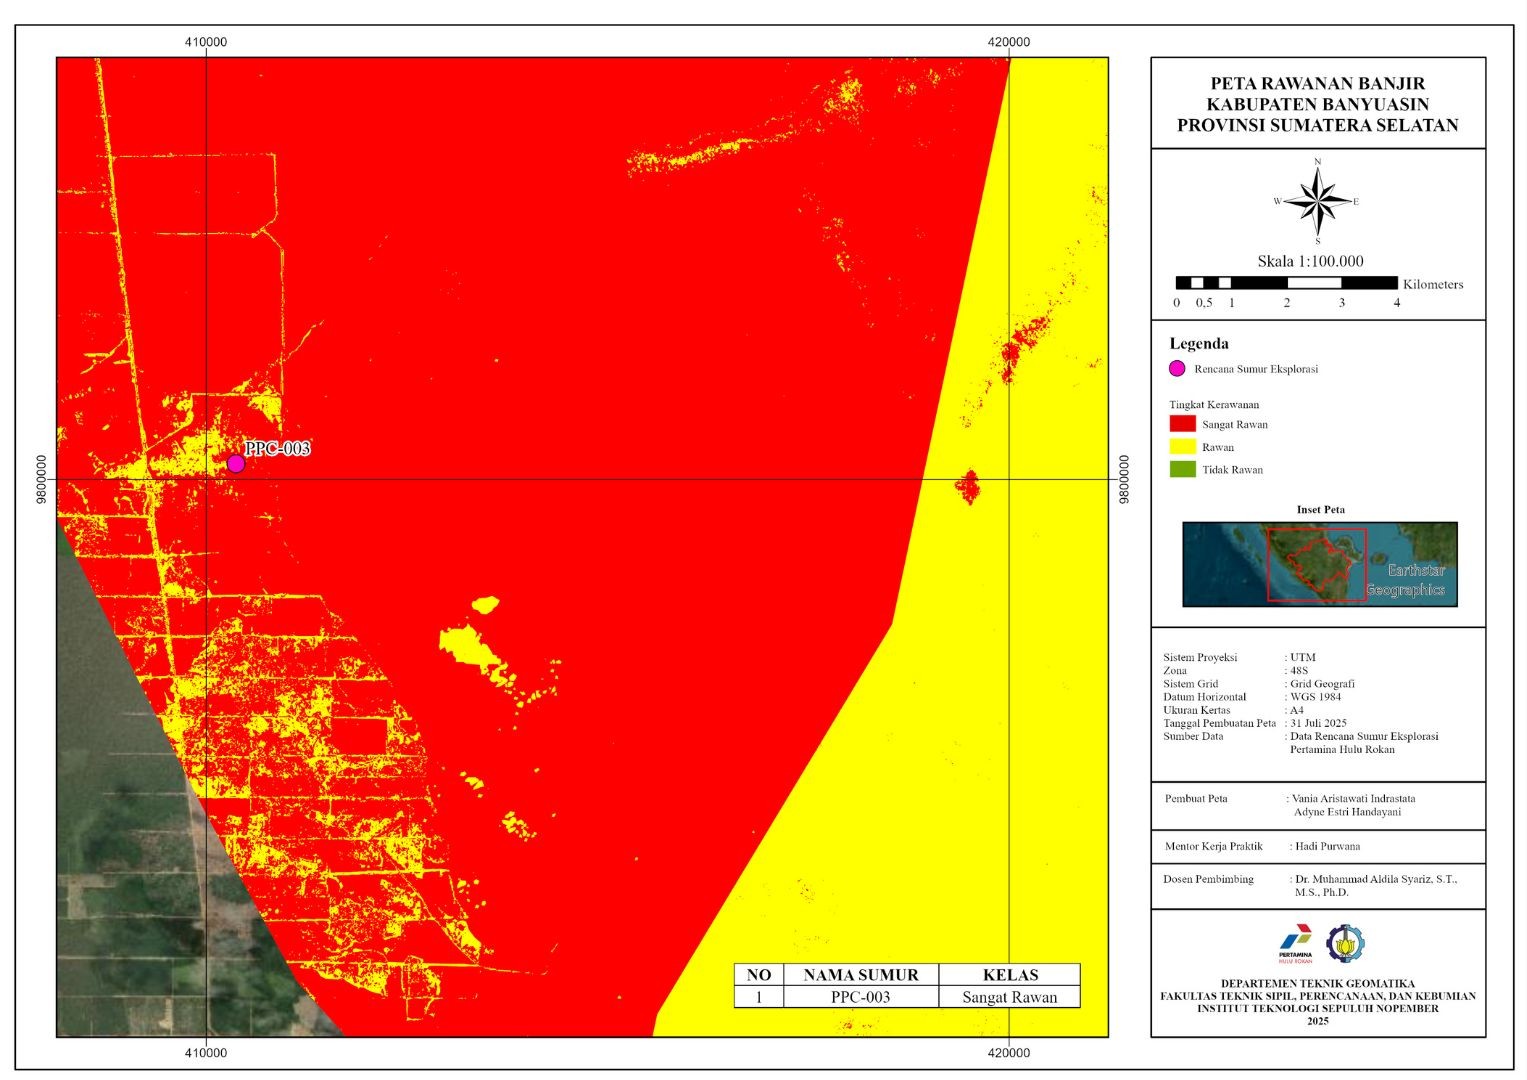 410000
420000
9800000
9800000
410000
420000
PPC-003
NO NAMA SUMUR KELAS
1 PPC-003 Sangat Rawan
PETA RAWANAN BANJIR
KABUPATEN BANYUASIN
PROVINSI SUMATERA SELATAN
N
W E
S
Skala 1:100.000
Kilometers
0 0,5 1 2 3 4
Legenda
Rencana Sumur Eksplorasi
Tingkat Kerawanan
Sangat Rawan
Rawan
Tidak Rawan
Inset Peta
Earthstar
Geographics
Sistem Proyeksi : UTM
Zona : 48S
Sistem Grid : Grid Geografi
Datum Horizontal : WGS 1984
Ukuran Kertas : A4
Tanggal Pembuatan Peta : 31 Juli 2025
Sumber Data : Data Rencana Sumur Eksplorasi
Pertamina Hulu Rokan
Pembuat Peta : Vania Aristawati Indrastata
Adyne Estri Handayani
Mentor Kerja Praktik : Hadi Purwana
Dosen Pembimbing : Dr. Muhammad Aldila Syariz, S.T.,
M.S., Ph.D.
PERTAMINA
HULU ROKAN
DEPARTEMEN TEKNIK GEOMATIKA
FAKULTAS TEKNIK SIPIL, PERENCANAAN, DAN KEBUMIAN
INSTITUT TEKNOLOGI SEPULUH NOPEMBER
2025